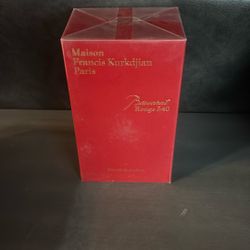 Maison
Francis Kurkdjian
Paris
Baccarat
Rouge 540